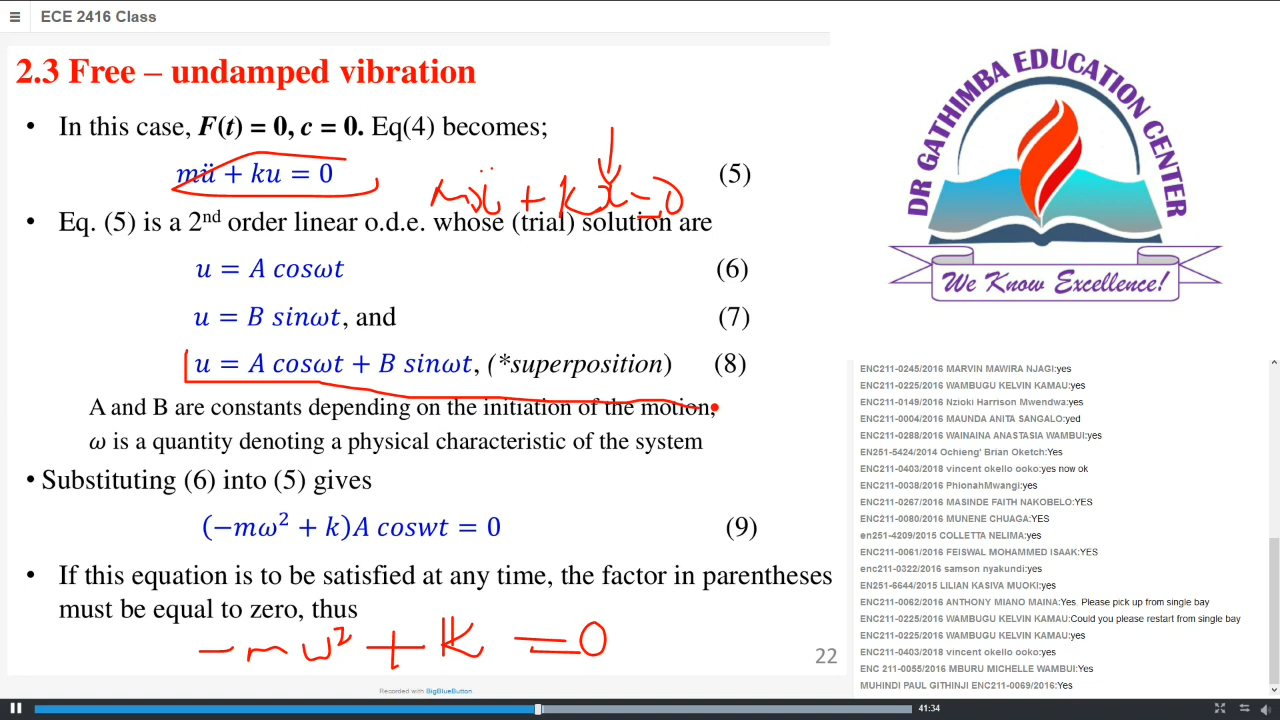 ☰ ECE 2416 Class
2.3 Free – undamped vibration
• In this case, F(t) = 0, c = 0. Eq(4) becomes;
mü + ku = 0 (5)
mẍ + kx = 0
• Eq. (5) is a 2nd order linear o.d.e. whose (trial) solution are
u = A cosωt (6)
u = B sinωt, and (7)
u = A cosωt + B sinωt, (*superposition) (8)
A and B are constants depending on the initiation of the motion,
ω is a quantity denoting a physical characteristic of the system
• Substituting (6) into (5) gives
(−mω² + k)A coswt = 0 (9)
• If this equation is to be satisfied at any time, the factor in parentheses
must be equal to zero, thus
-mω² + k = 0
22
Recorded with BigBlueButton
DR GATHIMBA EDUCATION CENTER
We Know Excellence!
ENC211-0245/2016 MARVIN MAWIRA NJAGI:yes
ENC211-0225/2016 WAMBUGU KELVIN KAMAU:yes
ENC211-0149/2016 Nzioki Harrison Mwendwa:yes
ENC211-0004/2016 MAUNDA ANITA SANGALO:yed
ENC211-0288/2016 WAINAINA ANASTASIA WAMBUI:yes
EN251-5424/2014 Ochieng' Brian Oketch:Yes
ENC211-0403/2018 vincent okello ooko:yes now ok
ENC211-0038/2016 PhionahMwangi:yes
ENC211-0267/2016 MASINDE FAITH NAKOBELO:YES
ENC211-0080/2016 MUNENE CHUAGA:YES
en251-4209/2015 COLLETTA NELIMA:yes
ENC211-0061/2016 FEISWAL MOHAMMED ISAAK:YES
enc211-0322/2016 samson nyakundi:yes
EN251-6644/2015 LILIAN KASIVA MUOKI:yes
ENC211-0062/2016 ANTHONY MIANO MAINA:Yes. Please pick up from single bay
ENC211-0225/2016 WAMBUGU KELVIN KAMAU:Could you please restart from single bay
ENC211-0225/2016 WAMBUGU KELVIN KAMAU:yes
ENC211-0403/2018 vincent okello ooko:yes
ENC 211-0055/2016 MBURU MICHELLE WAMBUI:Yes
MUHINDI PAUL GITHINJI ENC211-0069/2016:Yes
41:34